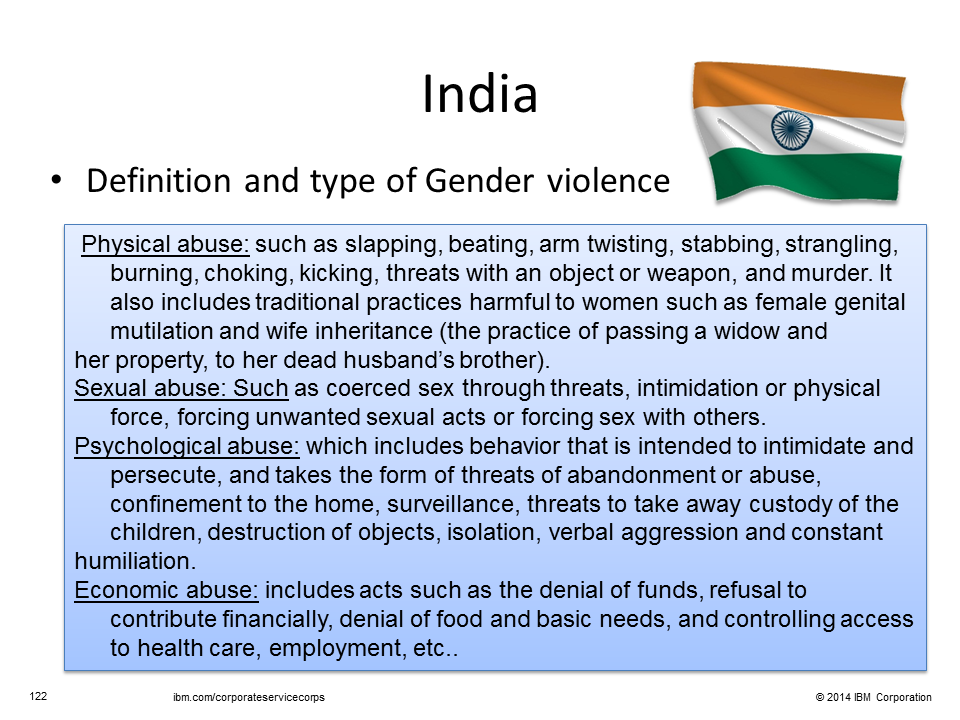 India
• Definition and type of Gender violence
Physical abuse: such as slapping, beating, arm twisting, stabbing, strangling,
burning, choking, kicking, threats with an object or weapon, and murder. It
also includes traditional practices harmful to women such as female genital
mutilation and wife inheritance (the practice of passing a widow and
her property, to her dead husband’s brother).
Sexual abuse: Such as coerced sex through threats, intimidation or physical
force, forcing unwanted sexual acts or forcing sex with others.
Psychological abuse: which includes behavior that is intended to intimidate and
persecute, and takes the form of threats of abandonment or abuse,
confinement to the home, surveillance, threats to take away custody of the
children, destruction of objects, isolation, verbal aggression and constant
humiliation.
Economic abuse: includes acts such as the denial of funds, refusal to
contribute financially, denial of food and basic needs, and controlling access
to health care, employment, etc..
122 ibm.com/corporateservicecorps © 2014 IBM Corporation